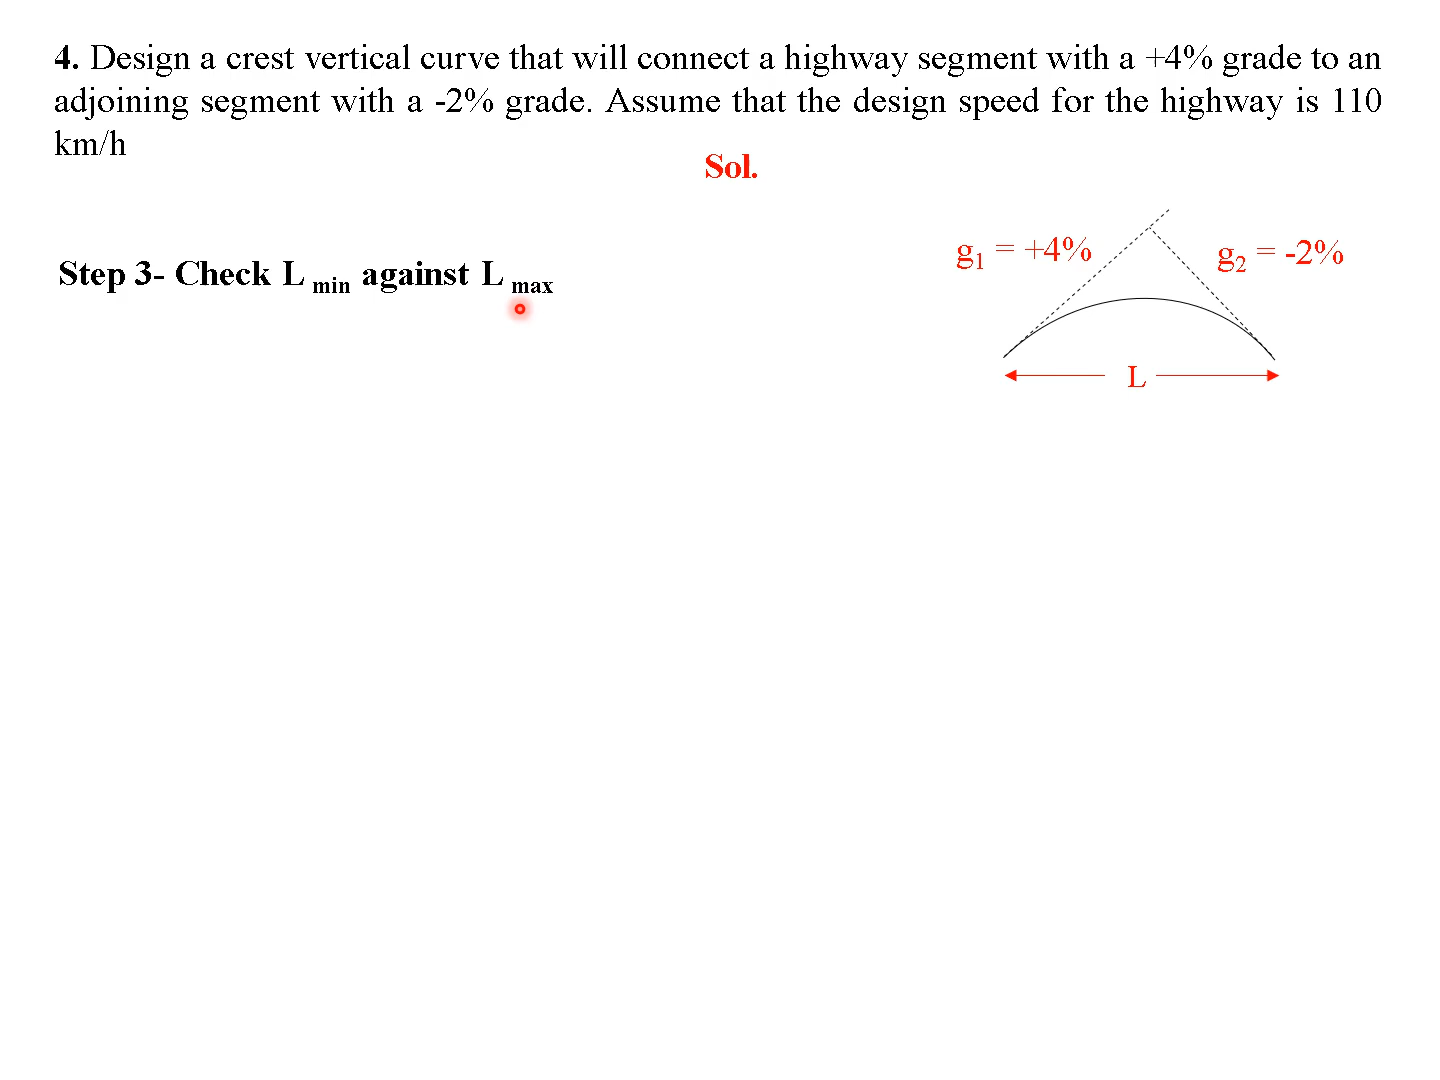 4. Design a crest vertical curve that will connect a highway segment with a +4% grade to an
adjoining segment with a -2% grade. Assume that the design speed for the highway is 110
km/h
Sol.
g1 = +4%
g2 = -2%
Step 3- Check L min against L max
L